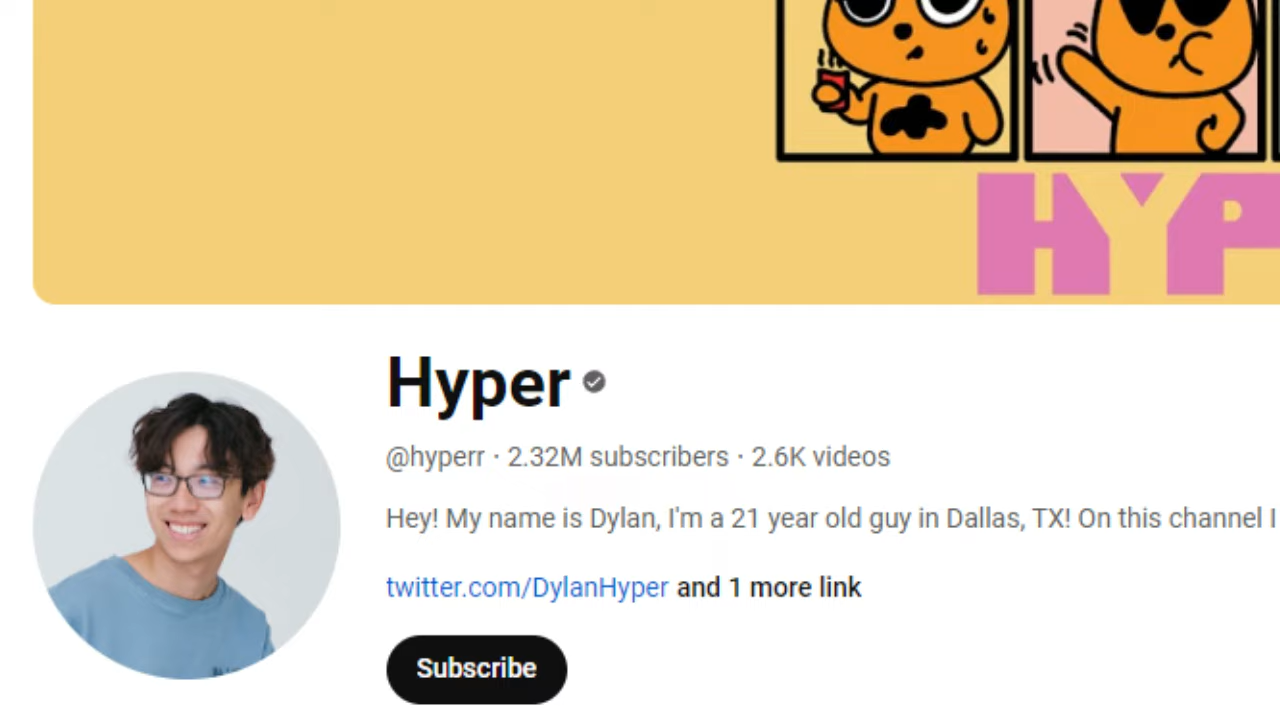 HYP
Hyper
@hyperr · 2.32M subscribers · 2.6K videos
Hey! My name is Dylan, I'm a 21 year old guy in Dallas, TX! On this channel I
twitter.com/DylanHyper and 1 more link
Subscribe